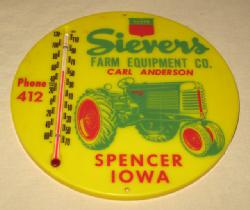 Sievers
FARM EQUIPMENT CO.
CARL ANDERSON
Phone
412
SPENCER
IOWA